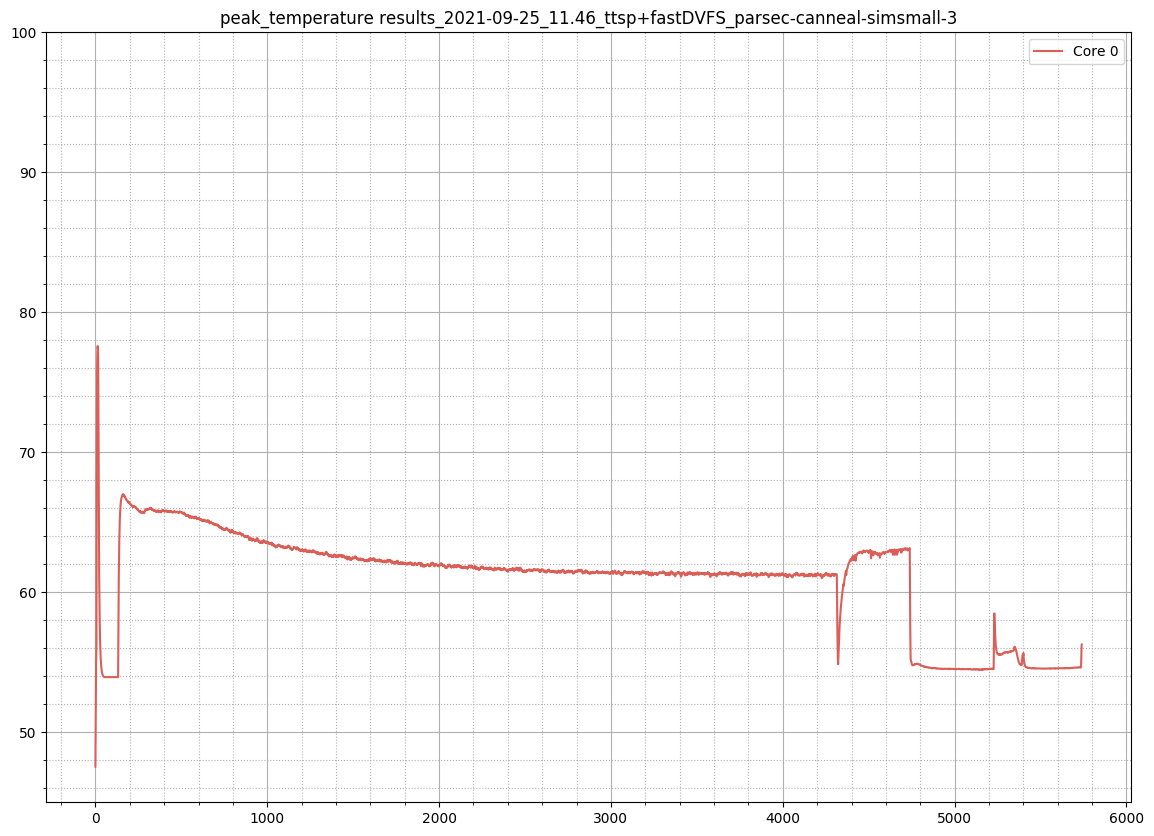 peak_temperature results_2021-09-25_11.46_ttsp+fastDVFS_parsec-canneal-simsmall-3
Core 0
100
90
80
70
60
50
0 1000 2000 3000 4000 5000 6000